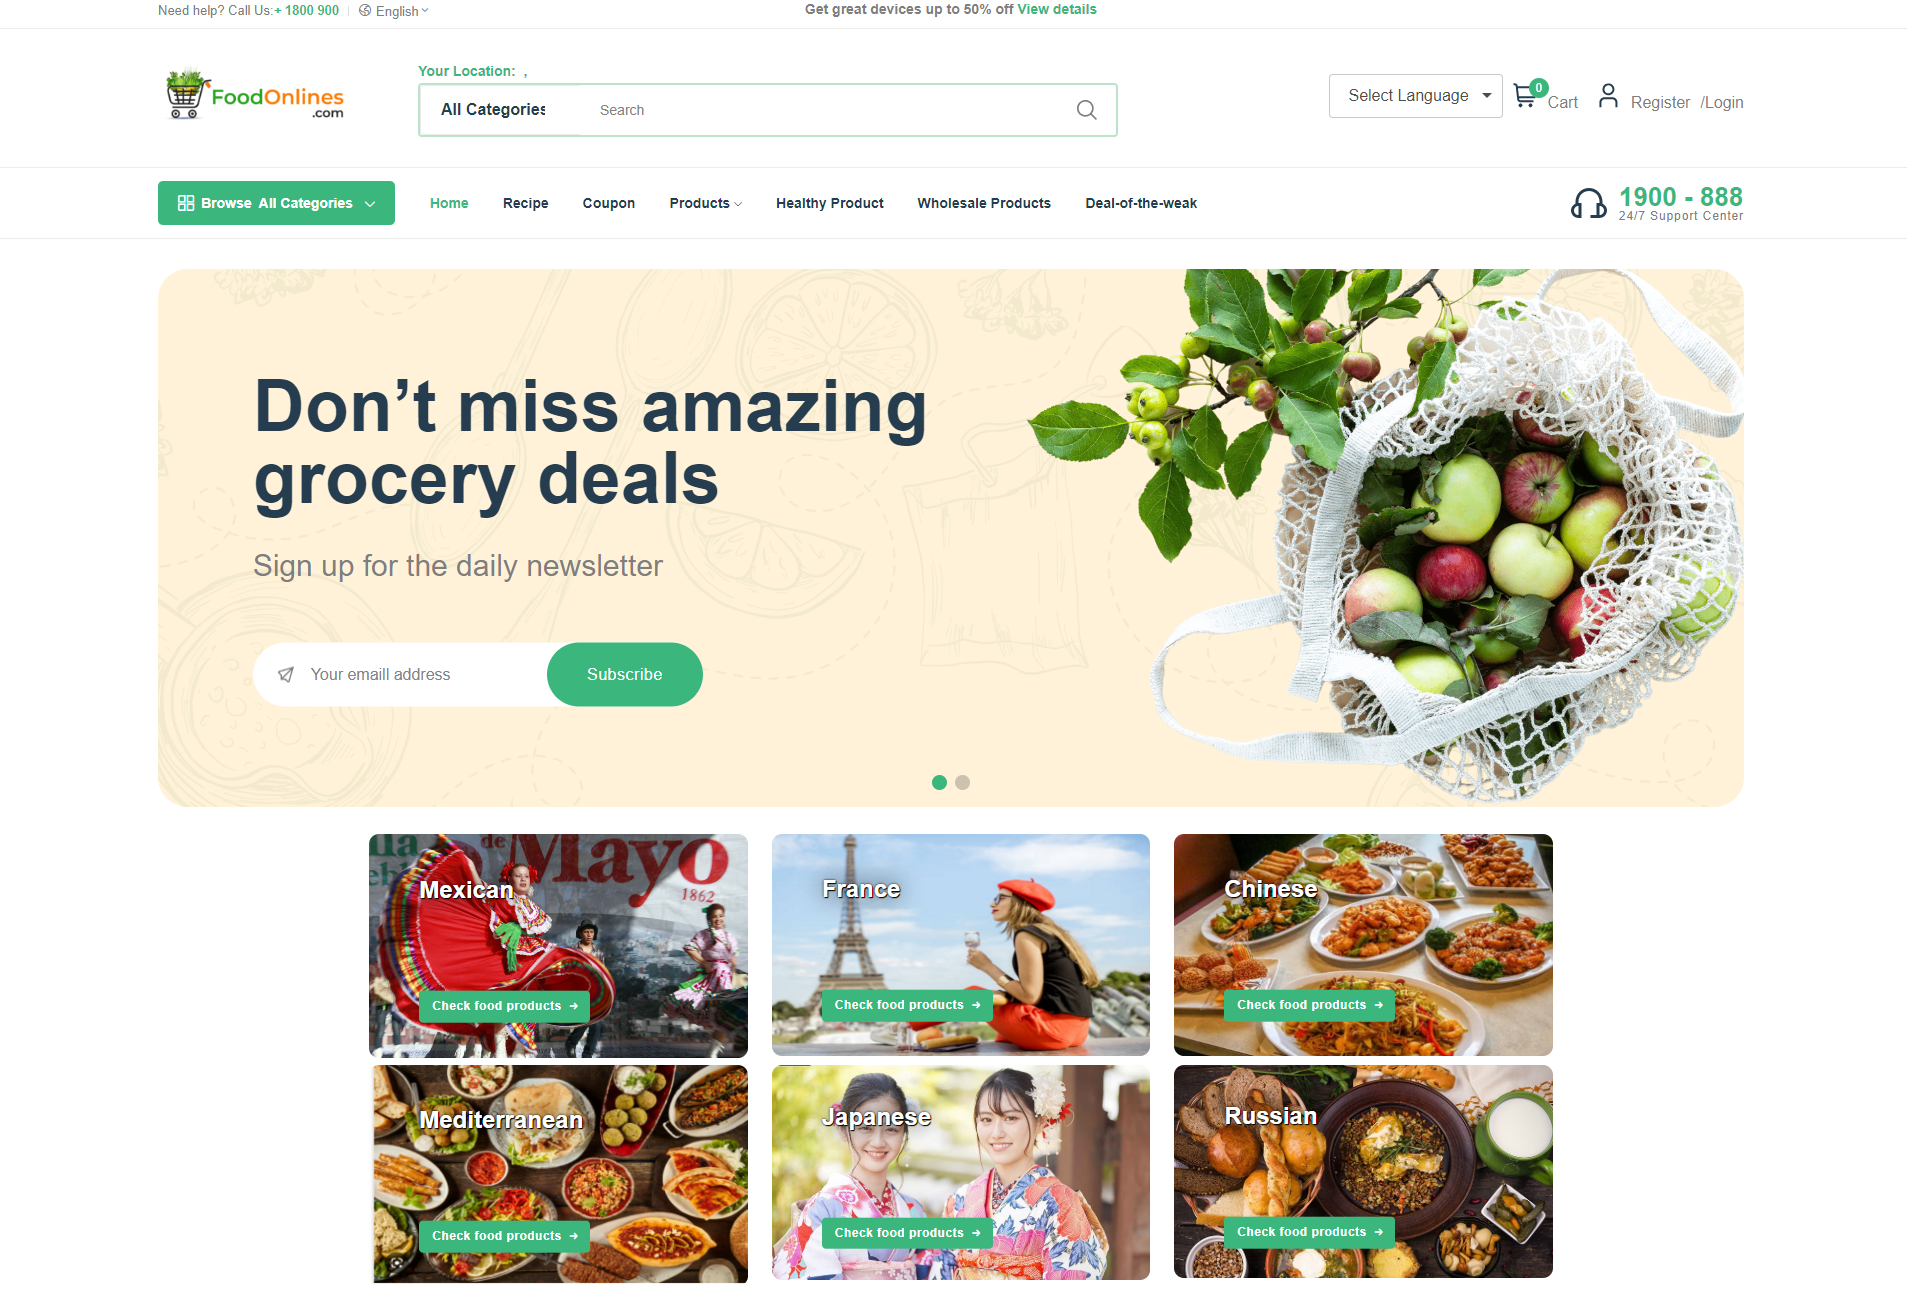 Need help? Call Us:+ 1800 900
English
Get great devices up to 50% off View details
FoodOnlines
.com
Your Location: ,
All Categories
Search
Select Language
0
Cart
Register /Login
Browse All Categories
Home
Recipe
Coupon
Products
Healthy Product
Wholesale Products
Deal-of-the-weak
1900 - 888
24/7 Support Center
Don’t miss amazing
grocery deals
Sign up for the daily newsletter
Your emaill address
Subscribe
de
Mayo
1862
Mexican
Check food products
France
Check food products
Chinese
Check food products
Mediterranean
Check food products
Japanese
Check food products
Russian
Check food products